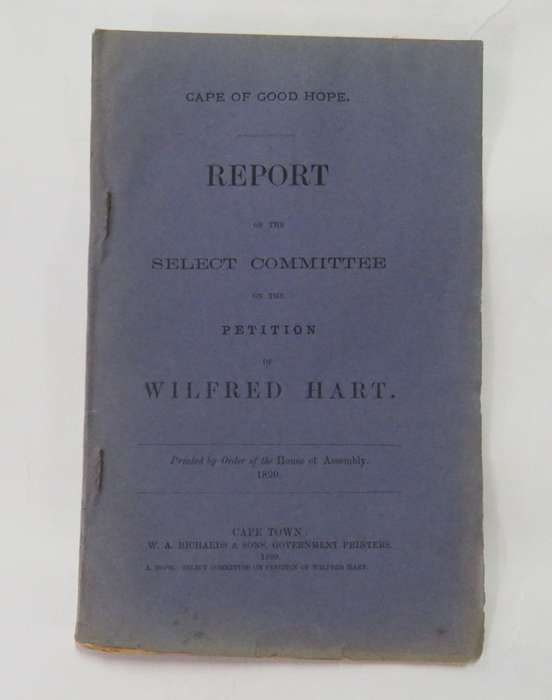 CAPE OF GOOD HOPE.
REPORT
OF THE
SELECT COMMITTEE
ON THE
PETITION
OF
WILFRED HART.
Printed by Order of the House of Assembly.
CAPE TOWN:
W. A. RICHARDS & SONS, GOVERNMENT PRINTERS.
SELECT COMMITTEE ON PETITION OF WILFRED HART.